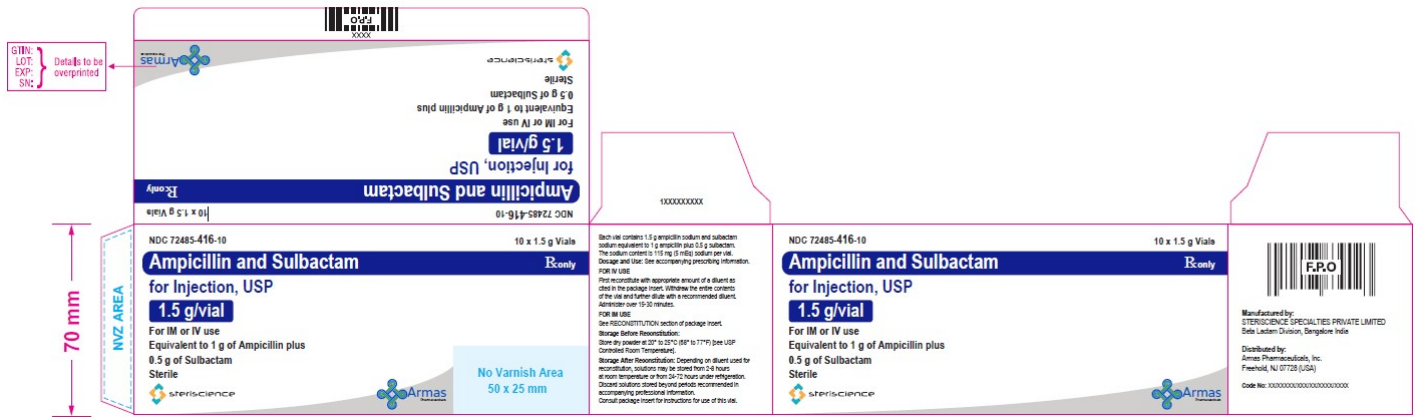 F.P.O
XXXX
GTIN:
LOT:
EXP:
SN:
Details to be
overprinted
Armas
Pharmaceuticals
steriscience
Sterile
0.5 g of Sulbactam
Equivalent to 1 g of Ampicillin plus
For IM or IV use
1.5 g/vial
for Injection, USP
Ampicillin and Sulbactam
Rx only
NDC 72485-416-10
10 x 1.5 g Vials
1XXXXXXXXX
70 mm
NVZ AREA
NDC 72485-416-10
10 x 1.5 g Vials
Ampicillin and Sulbactam
Rx only
for Injection, USP
1.5 g/vial
For IM or IV use
Equivalent to 1 g of Ampicillin plus
0.5 g of Sulbactam
Sterile
steriscience
Armas
Pharmaceuticals
No Varnish Area
50 x 25 mm
Each vial contains 1.5 g ampicillin sodium and sulbactam
sodium equivalent to 1 g ampicillin plus 0.5 g sulbactam.
The sodium content is 115 mg (5 mEq) sodium per vial.
Dosage and Use: See accompanying prescribing information.
FOR IV USE
First reconstitute with appropriate amount of a diluent as
cited in the package insert. Withdraw the entire contents
of the vial and further dilute with a recommended diluent.
Administer over 15-30 minutes.
FOR IM USE
See RECONSTITUTION section of package insert.
Storage Before Reconstitution:
Store dry powder at 20° to 25°C (68° to 77°F) [see USP
Controlled Room Temperature].
Storage After Reconstitution: Depending on diluent used for
reconstitution, solutions may be stored from 2-8 hours
at room temperature or from 24-72 hours under refrigeration.
Discard solutions stored beyond periods recommended in
accompanying professional information.
Consult package insert for instructions for use of this vial.
NDC 72485-416-10
10 x 1.5 g Vials
Ampicillin and Sulbactam
Rx only
for Injection, USP
1.5 g/vial
For IM or IV use
Equivalent to 1 g of Ampicillin plus
0.5 g of Sulbactam
Sterile
steriscience
Armas
Pharmaceuticals
F.P.O
Manufactured by:
STERISCIENCE SPECIALTIES PRIVATE LIMITED
Beta Lactam Division, Bangalore India
Distributed by:
Armas Pharmaceuticals, Inc.
Freehold, NJ 07728 (USA)
Code No: